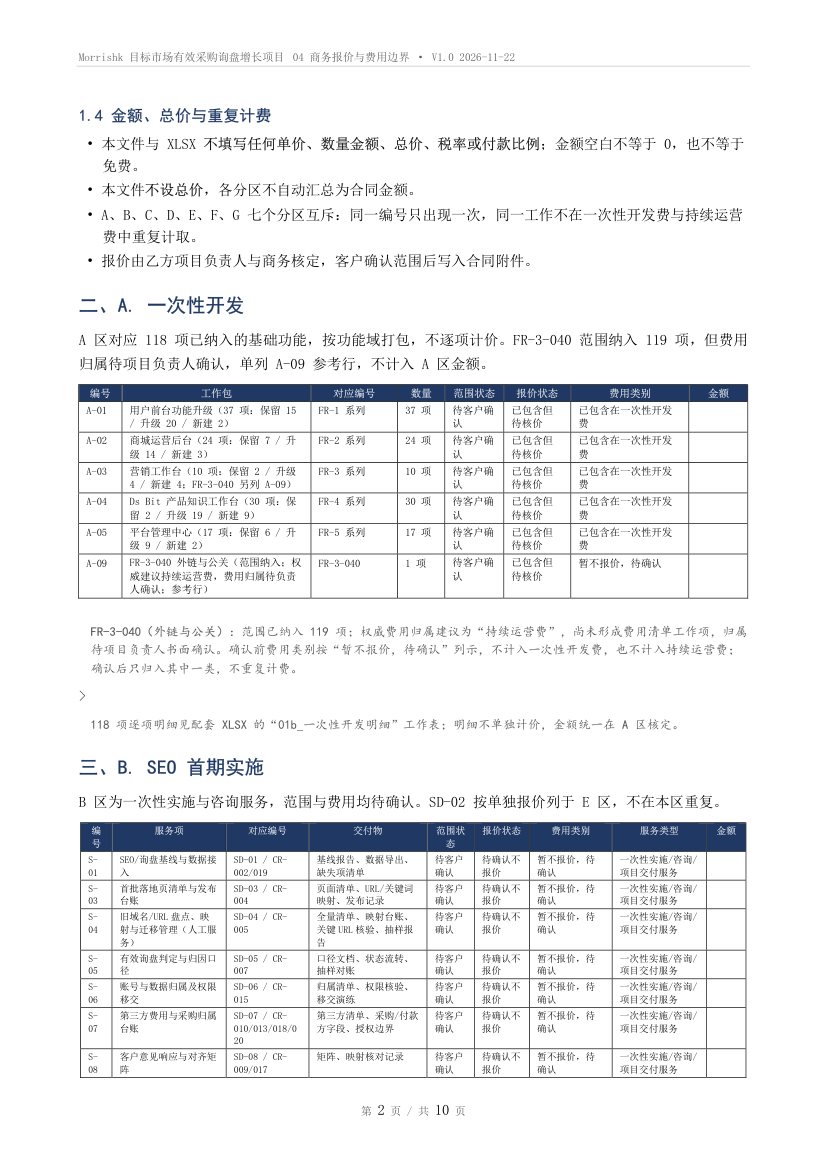 Morrishk 目标市场有效采购询盘增长项目 04 商务报价与费用边界 • V1.0 2026-11-22
1.4 金额、总价与重复计费
• 本文件与 XLSX 不填写任何单价、数量金额、总价、税率或付款比例；金额空白不等于 0，也不等于
免费。
• 本文件不设总价，各分区不自动汇总为合同金额。
• A、B、C、D、E、F、G 七个分区互斥：同一编号只出现一次，同一工作不在一次性开发费与持续运营
费中重复计取。
• 报价由乙方项目负责人与商务核定，客户确认范围后写入合同附件。
二、A. 一次性开发
A 区对应 118 项已纳入的基础功能，按功能域打包，不逐项计价。FR-3-040 范围纳入 119 项，但费用
归属待项目负责人确认，单列 A-09 参考行，不计入 A 区金额。
编号 工作包 对应编号 数量 范围状态 报价状态 费用类别 金额
A-01 用户前台功能升级（37 项：保留 15 FR-1 系列 37 项 待客户确 已包含但 已包含在一次性开发
/ 升级 20 / 新建 2） 认 待核价 费
A-02 商城运营后台（24 项：保留 7 / 升 FR-2 系列 24 项 待客户确 已包含但 已包含在一次性开发
级 14 / 新建 3） 认 待核价 费
A-03 营销工作台（10 项：保留 2 / 升级 FR-3 系列 10 项 待客户确 已包含但 已包含在一次性开发
4 / 新建 4；FR-3-040 另列 A-09） 认 待核价 费
A-04 Ds Bit 产品知识工作台（30 项：保 FR-4 系列 30 项 待客户确 已包含但 已包含在一次性开发
留 2 / 升级 19 / 新建 9） 认 待核价 费
A-05 平台管理中心（17 项：保留 6 / 升 FR-5 系列 17 项 待客户确 已包含但 已包含在一次性开发
级 9 / 新建 2） 认 待核价 费
A-09 FR-3-040 外链与公关（范围纳入；权 FR-3-040 1 项 待客户确 已包含但 暂不报价，待确认
威建议持续运营费，费用归属待负责 认 待核价
人确认；参考行）
FR-3-040（外链与公关）：范围已纳入 119 项；权威费用归属建议为“持续运营费”，尚未形成费用清单工作项，归属
待项目负责人书面确认。确认前费用类别按“暂不报价，待确认”列示，不计入一次性开发费，也不计入持续运营费；
确认后只归入其中一类，不重复计费。
>
118 项逐项明细见配套 XLSX 的“01b_一次性开发明细”工作表；明细不单独计价，金额统一在 A 区核定。
三、B. SEO 首期实施
B 区为一次性实施与咨询服务，范围与费用均待确认。SD-02 按单独报价列于 E 区，不在本区重复。
编 服务项 对应编号 交付物 范围状 报价状态 费用类别 服务类型 金额
号 态
S- SEO/询盘基线与数据接 SD-01 / CR- 基线报告、数据导出、 待客户 待确认不 暂不报价，待 一次性实施/咨询/
01 入 002/019 缺失项清单 确认 报价 确认 项目交付服务
S- 首批落地页清单与发布 SD-03 / CR- 页面清单、URL/关键词 待客户 待确认不 暂不报价，待 一次性实施/咨询/
03 台账 004 映射、发布记录 确认 报价 确认 项目交付服务
S- 旧域名/URL 盘点、映 SD-04 / CR- 全量清单、映射台账、 待客户 待确认不 暂不报价，待 一次性实施/咨询/
04 射与迁移管理（人工服 005 关键 URL 核验、抽样报 确认 报价 确认 项目交付服务
务） 告
S- 有效询盘判定与归因口 SD-05 / CR- 口径文档、状态流转、 待客户 待确认不 暂不报价，待 一次性实施/咨询/
05 径 007 抽样对账 确认 报价 确认 项目交付服务
S- 账号与数据归属及权限 SD-06 / CR- 归属清单、权限核验、 待客户 待确认不 暂不报价，待 一次性实施/咨询/
06 移交 015 移交演练 确认 报价 确认 项目交付服务
S- 第三方费用与采购归属 SD-07 / CR- 第三方清单、采购/付款 待客户 待确认不 暂不报价，待 一次性实施/咨询/
07 台账 010/013/018/0 方字段、授权边界 确认 报价 确认 项目交付服务
20
S- 客户意见响应与对齐矩 SD-08 / CR- 矩阵、映射核对记录 待客户 待确认不 暂不报价，待 一次性实施/咨询/
08 阵 009/017 确认 报价 确认 项目交付服务
第 2 页 / 共 10 页